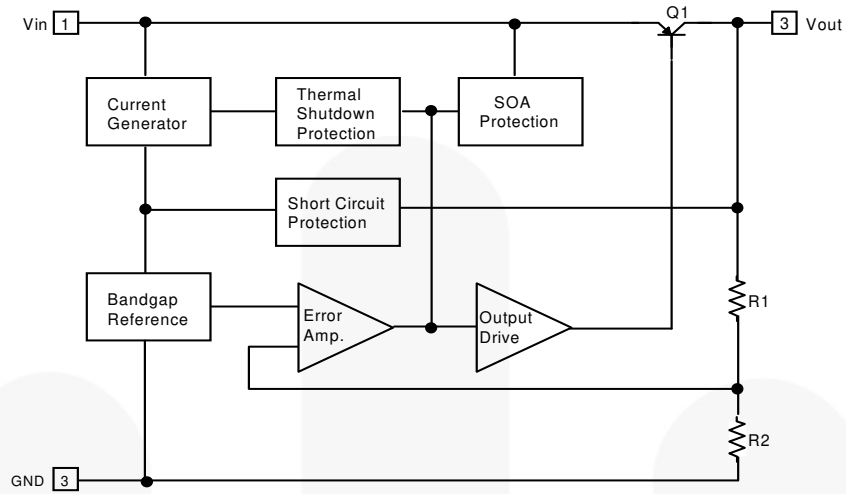 Q1
Vin 1
3 Vout
Current
Generator
Thermal
Shutdown
Protection
SOA
Protection
Short Circuit
Protection
Bandgap
Reference
Error
Amp.
Output
Drive
R1
R2
GND 3